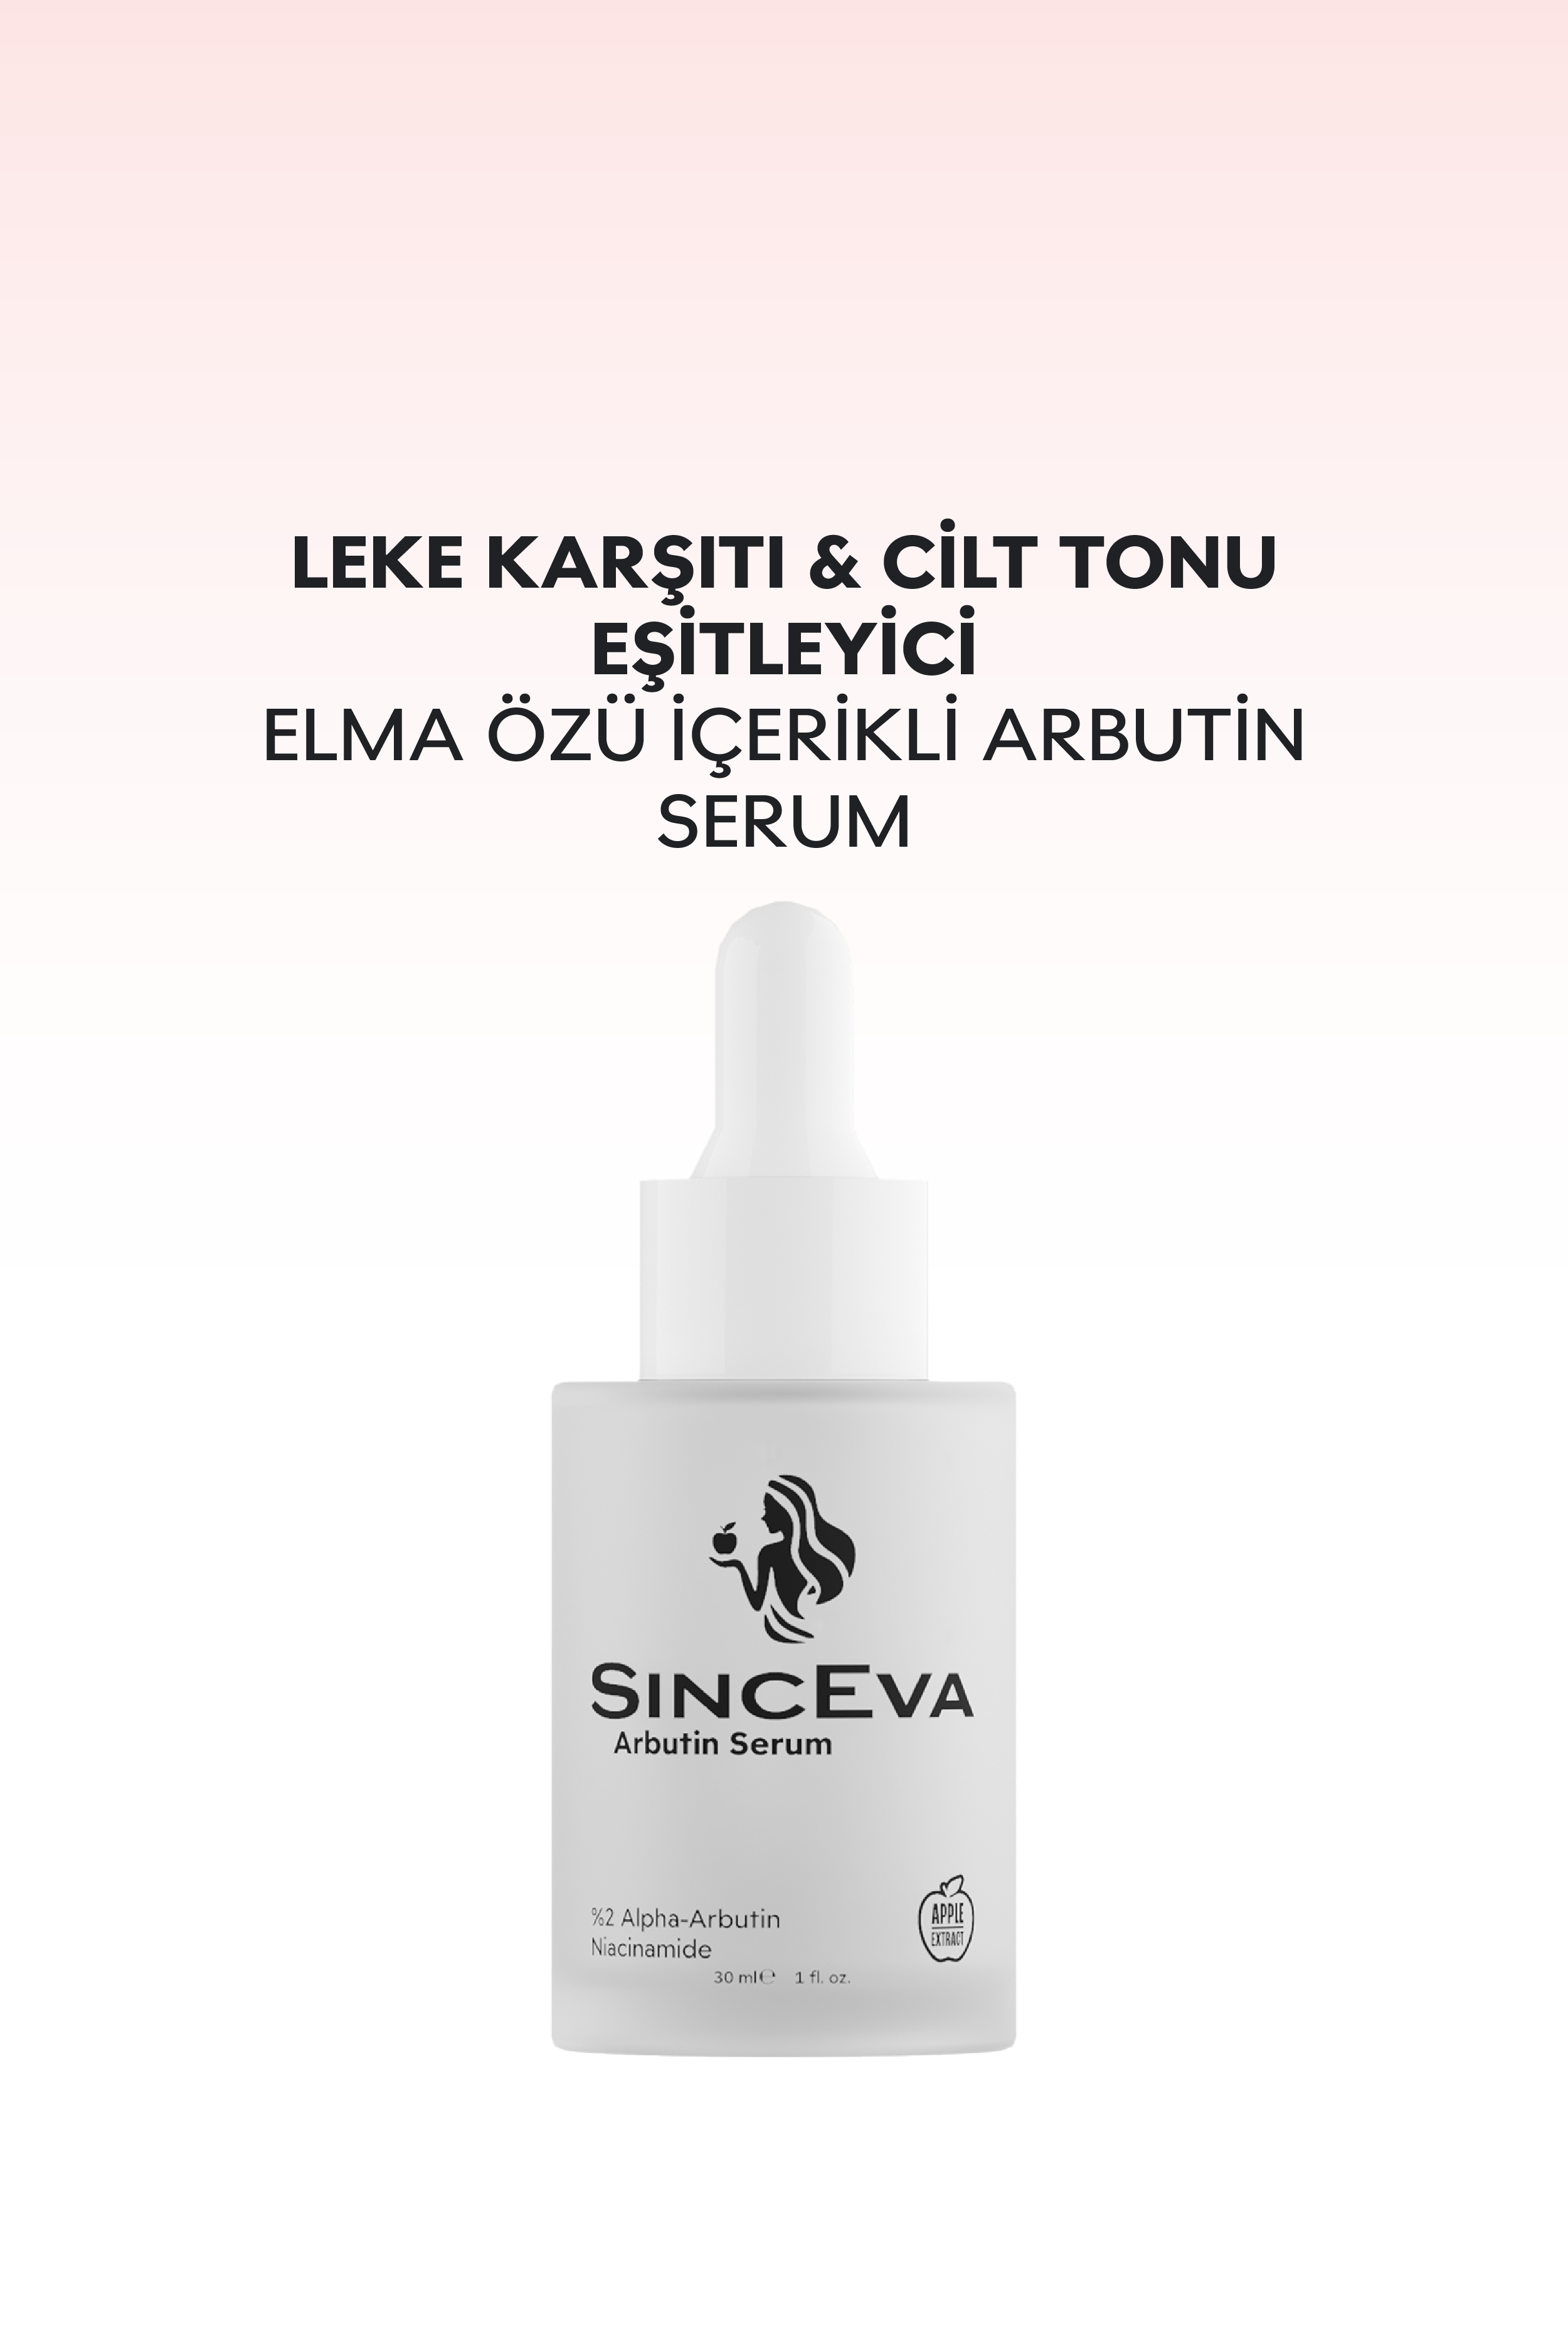 LEKE KARŞITI & CİLT TONU
EŞİTLEYİCİ
ELMA ÖZÜ İÇERİKLİ ARBUTİN
SERUM
SINCEVA
Arbutin Serum
%2 Alpha-Arbutin
Niacinamide
APPLE
EXTRACT
30 ml℮ 1 fl. oz.